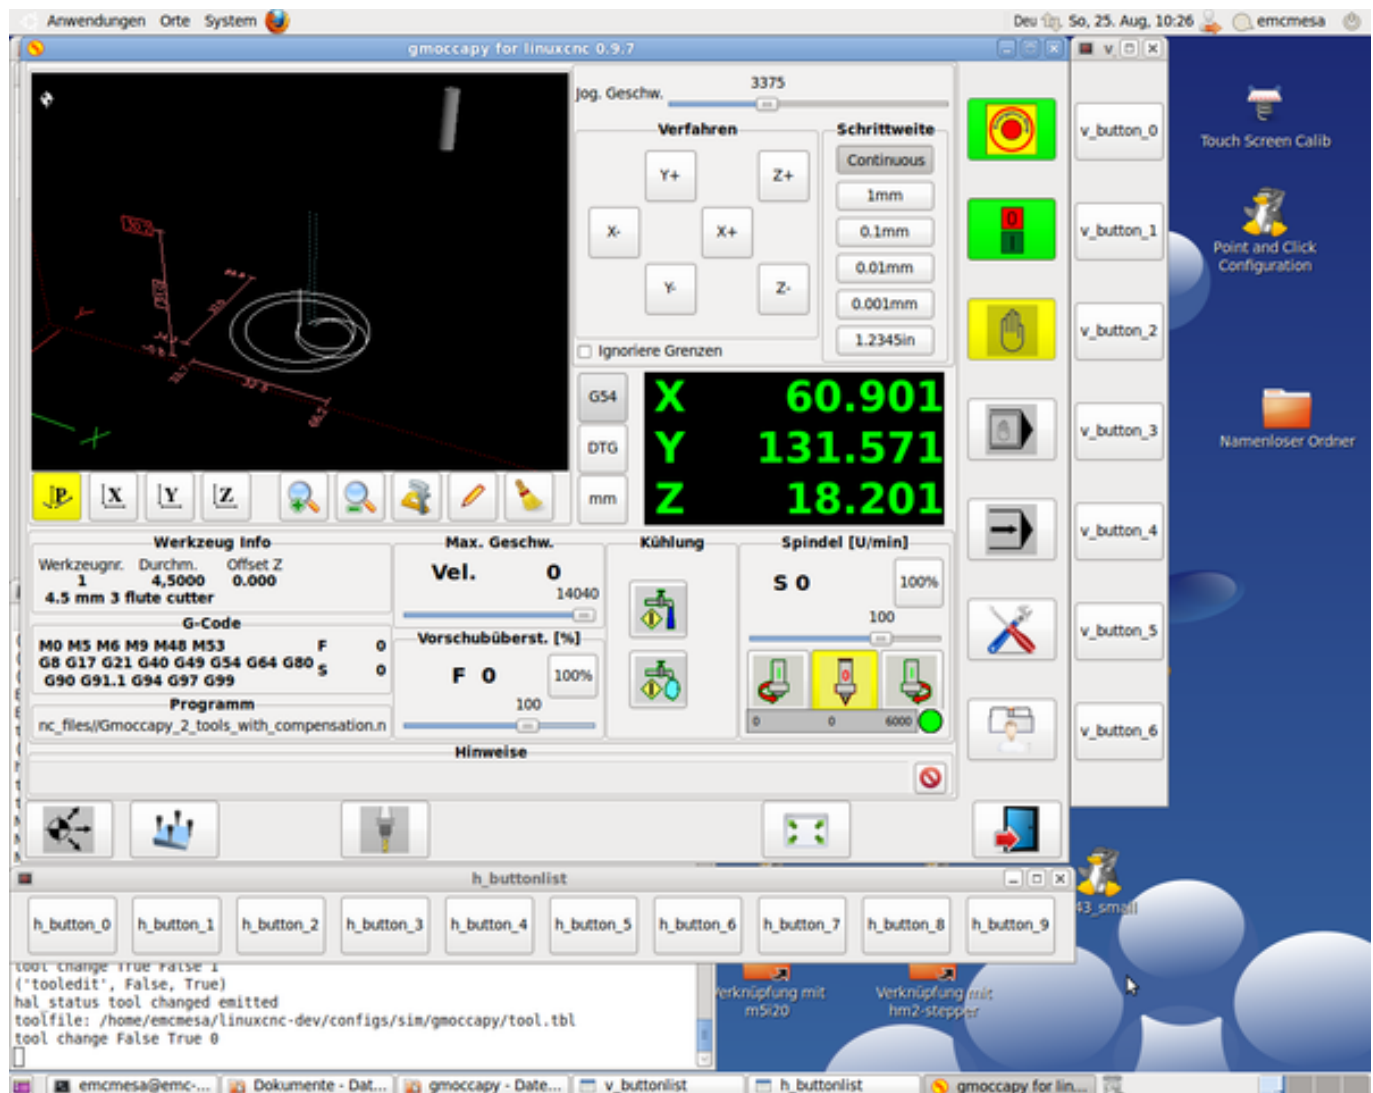 Anwendungen Orte System
Deu So, 25. Aug, 10:26 emcmesa
gmoccapy for linuxcnc 0.9.7
v
Jog. Geschw.
3375
Verfahren
Y+
Z+
X-
X+
Y-
Z-
Ignoriere Grenzen
Schrittweite
Continuous
1mm
0.1mm
0.01mm
0.001mm
1.2345in
G54
DTG
mm
X 60.901
Y 131.571
Z 18.201
P X Y Z
Werkzeug Info
Werkzeugnr. Durchm. Offset Z
1 4,5000 0.000
4.5 mm 3 flute cutter
G-Code
M0 M5 M6 M9 M48 M53
G8 G17 G21 G40 G49 G54 G64 G80
G90 G91.1 G94 G97 G99
F 0
S 0
Programm
nc_files//Gmoccapy_2_tools_with_compensation.n
Max. Geschw.
Vel. 0
14040
Vorschubüberst. [%]
F 0 100%
100
Kühlung
Spindel [U/min]
S 0 100%
100
0 0 6000
Hinweise
v_button_0
v_button_1
v_button_2
v_button_3
v_button_4
v_button_5
v_button_6
Touch Screen Calib
Point and Click
Configuration
Namenloser Ordner
43_small
h_buttonlist
h_button_0 h_button_1 h_button_2 h_button_3 h_button_4 h_button_5 h_button_6 h_button_7 h_button_8 h_button_9
tool change True False 1
('tooledit', False, True)
hal status tool changed emitted
toolfile: /home/emcmesa/linuxcnc-dev/configs/sim/gmoccapy/tool.tbl
tool change False True 0
Verknüpfung mit
m5i20
Verknüpfung mit
hm2-stepper
emcmesa@emc-... Dokumente - Dat... gmoccapy - Date... v_buttonlist h_buttonlist gmoccapy for lin...